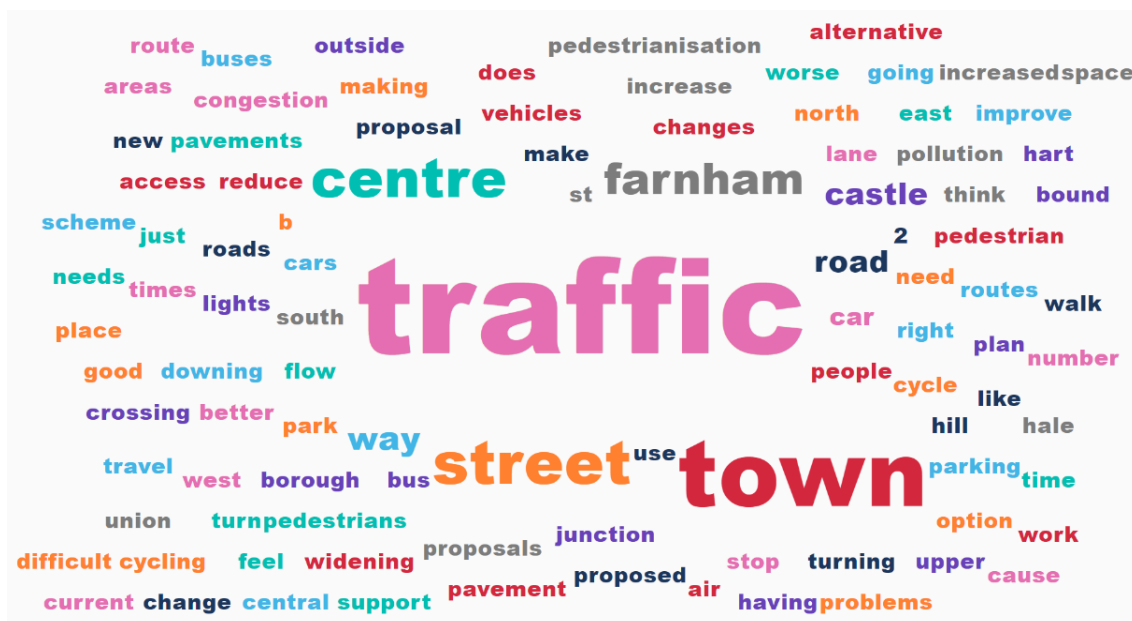 route buses outside pedestrianisation alternative
areas congestion making does increase worse going increased space
new pavements proposal vehicles changes north east improve
access reduce centre make st farnham lane pollution hart
castle think bound
scheme just b roads cars road 2 pedestrian
needs times lights south traffic need routes walk
place car right plan number
good downing flow people cycle like
crossing better park way hill hale
travel west borough bus street use town parking time
union turn pedestrians junction option work
difficult cycling feel widening proposals proposed stop turning upper cause
current change central support pavement air having problems